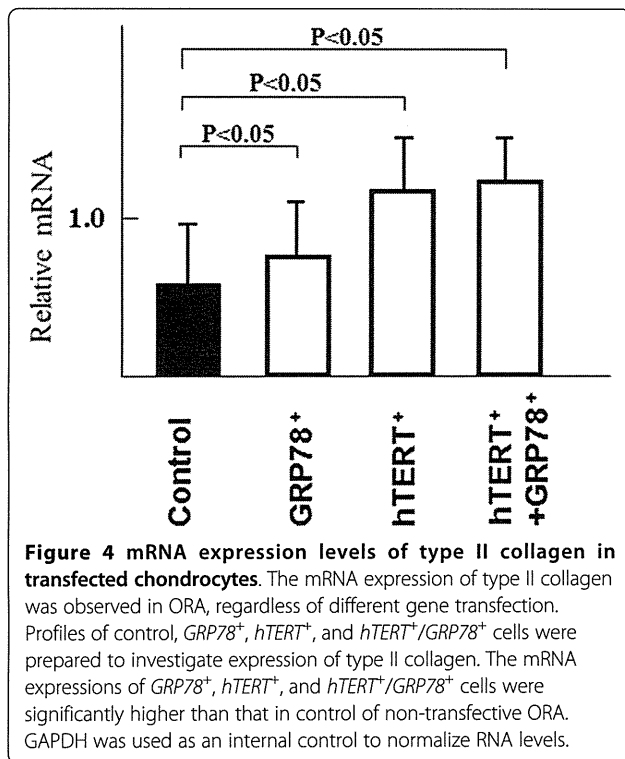 P<0.05
P<0.05
P<0.05
Relative mRNA
1.0
Control
GRP78⁺
hTERT⁺
hTERT⁺
+GRP78⁺
Figure 4 mRNA expression levels of type II collagen in
transfected chondrocytes. The mRNA expression of type II collagen
was observed in ORA, regardless of different gene transfection.
Profiles of control, GRP78⁺, hTERT⁺, and hTERT⁺/GRP78⁺ cells were
prepared to investigate expression of type II collagen. The mRNA
expressions of GRP78⁺, hTERT⁺, and hTERT⁺/GRP78⁺ cells were
significantly higher than that in control of non-transfective ORA.
GAPDH was used as an internal control to normalize RNA levels.